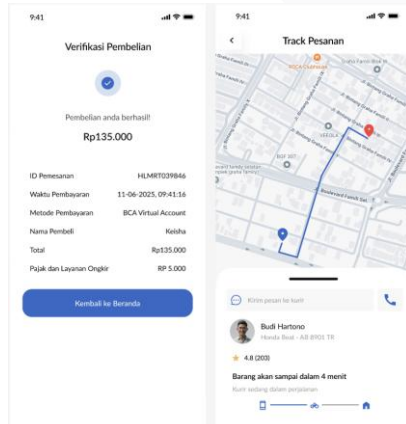 9:41
Verifikasi Pembelian
Pembelian anda berhasil!
Rp135.000
ID Pemesanan HLMRT039846
Waktu Pembayaran 11-06-2025, 09:41:16
Metode Pembayaran BCA Virtual Account
Nama Pembeli Keisha
Total Rp135.000
Pajak dan Layanan Ongkir RP 5.000
Kembali ke Beranda
9:41
Track Pesanan
Boulevard Famili Sel
Kirim pesan ke kurir
Budi Hartono
Honda Beat - AB 8901 TR
4.8 (203)
Barang akan sampai dalam 4 menit
Kurir sedang dalam perjalanan